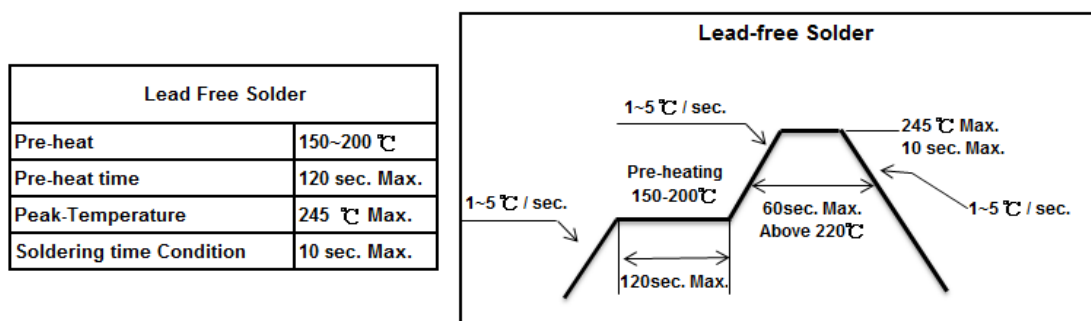 Lead Free Solder
Pre-heat 150~200 ℃
Pre-heat time 120 sec. Max.
Peak-Temperature 245 ℃ Max.
Soldering time Condition 10 sec. Max.
Lead-free Solder
1~5 ℃ / sec.
245 ℃ Max.
10 sec. Max.
Pre-heating
150-200℃
1~5 ℃ / sec.
60sec. Max.
Above 220℃
1~5 ℃ / sec.
120sec. Max.